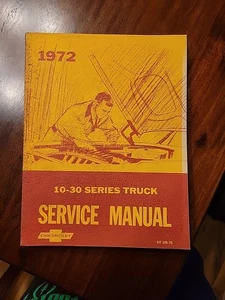 1972
10-30 SERIES TRUCK
SERVICE MANUAL
CHEVROLET